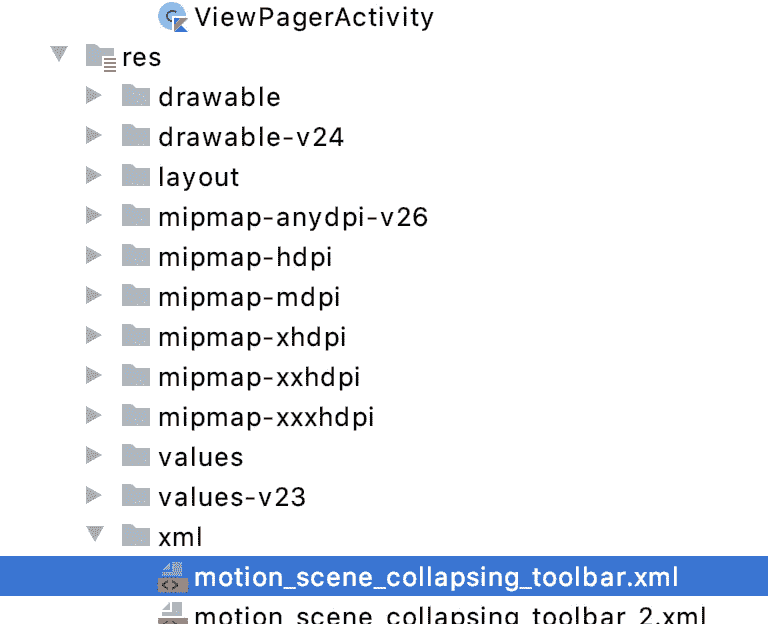 ViewPagerActivity
res
drawable
drawable-v24
layout
mipmap-anydpi-v26
mipmap-hdpi
mipmap-mdpi
mipmap-xhdpi
mipmap-xxhdpi
mipmap-xxxhdpi
values
values-v23
xml
motion_scene_collapsing_toolbar.xml
motion_scene_collapsing_toolbar_2.xml